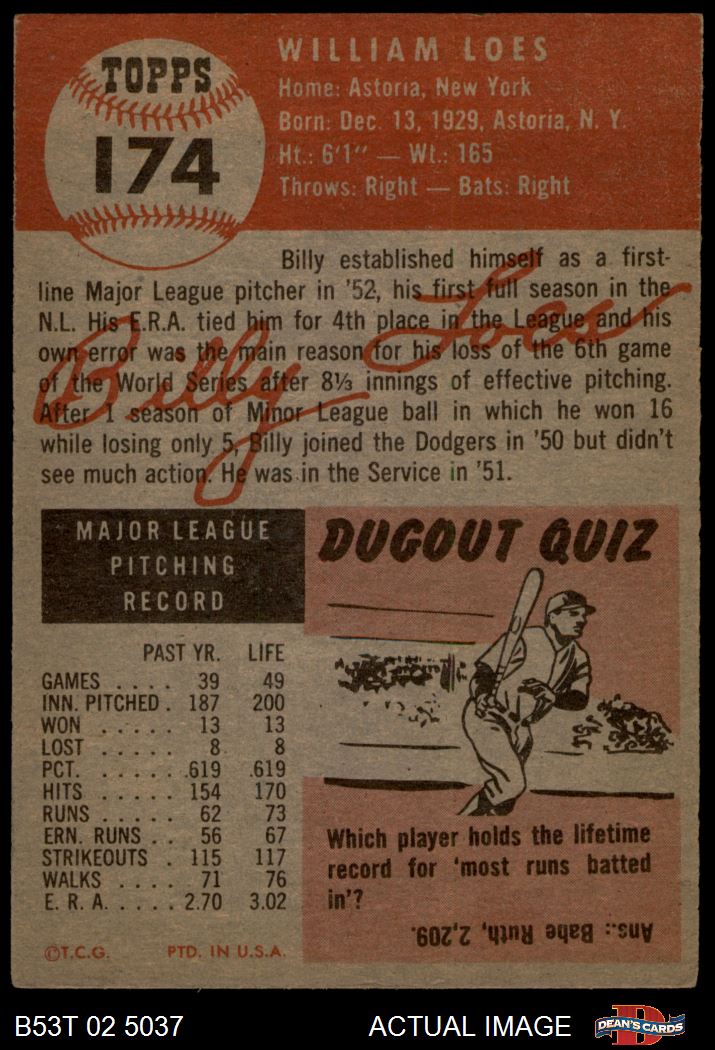 TOPPS
174
WILLIAM LOES
Home: Astoria, New York
Born: Dec. 13, 1929, Astoria, N. Y.
Ht.: 6'1" — Wt.: 165
Throws: Right — Bats: Right
Billy established himself as a first-
line Major League pitcher in '52, his first full season in the
N.L. His E.R.A. tied him for 4th place in the League and his
own error was the main reason for his loss of the 6th game
of the World Series after 8⅓ innings of effective pitching.
After 1 season of Minor League ball in which he won 16
while losing only 5, Billy joined the Dodgers in '50 but didn't
see much action. He was in the Service in '51.
Billy Loes
MAJOR LEAGUE
PITCHING
RECORD
PAST YR. LIFE
GAMES . . . . 39 49
INN. PITCHED . 187 200
WON . . . . . 13 13
LOST . . . . . 8 8
PCT. . . . . . .619 .619
HITS . . . . . 154 170
RUNS . . . . . 62 73
ERN. RUNS . . 56 67
STRIKEOUTS . 115 117
WALKS . . . . 71 76
E. R. A. . . . . . 2.70 3.02
©T.C.G. PTD. IN U.S.A.
DUGOUT QUIZ
Which player holds the lifetime
record for 'most runs batted
in'?
Ans.: Babe Ruth, 2,209.
B53T 02 5037
ACTUAL IMAGE
D
DEAN'S CARDS